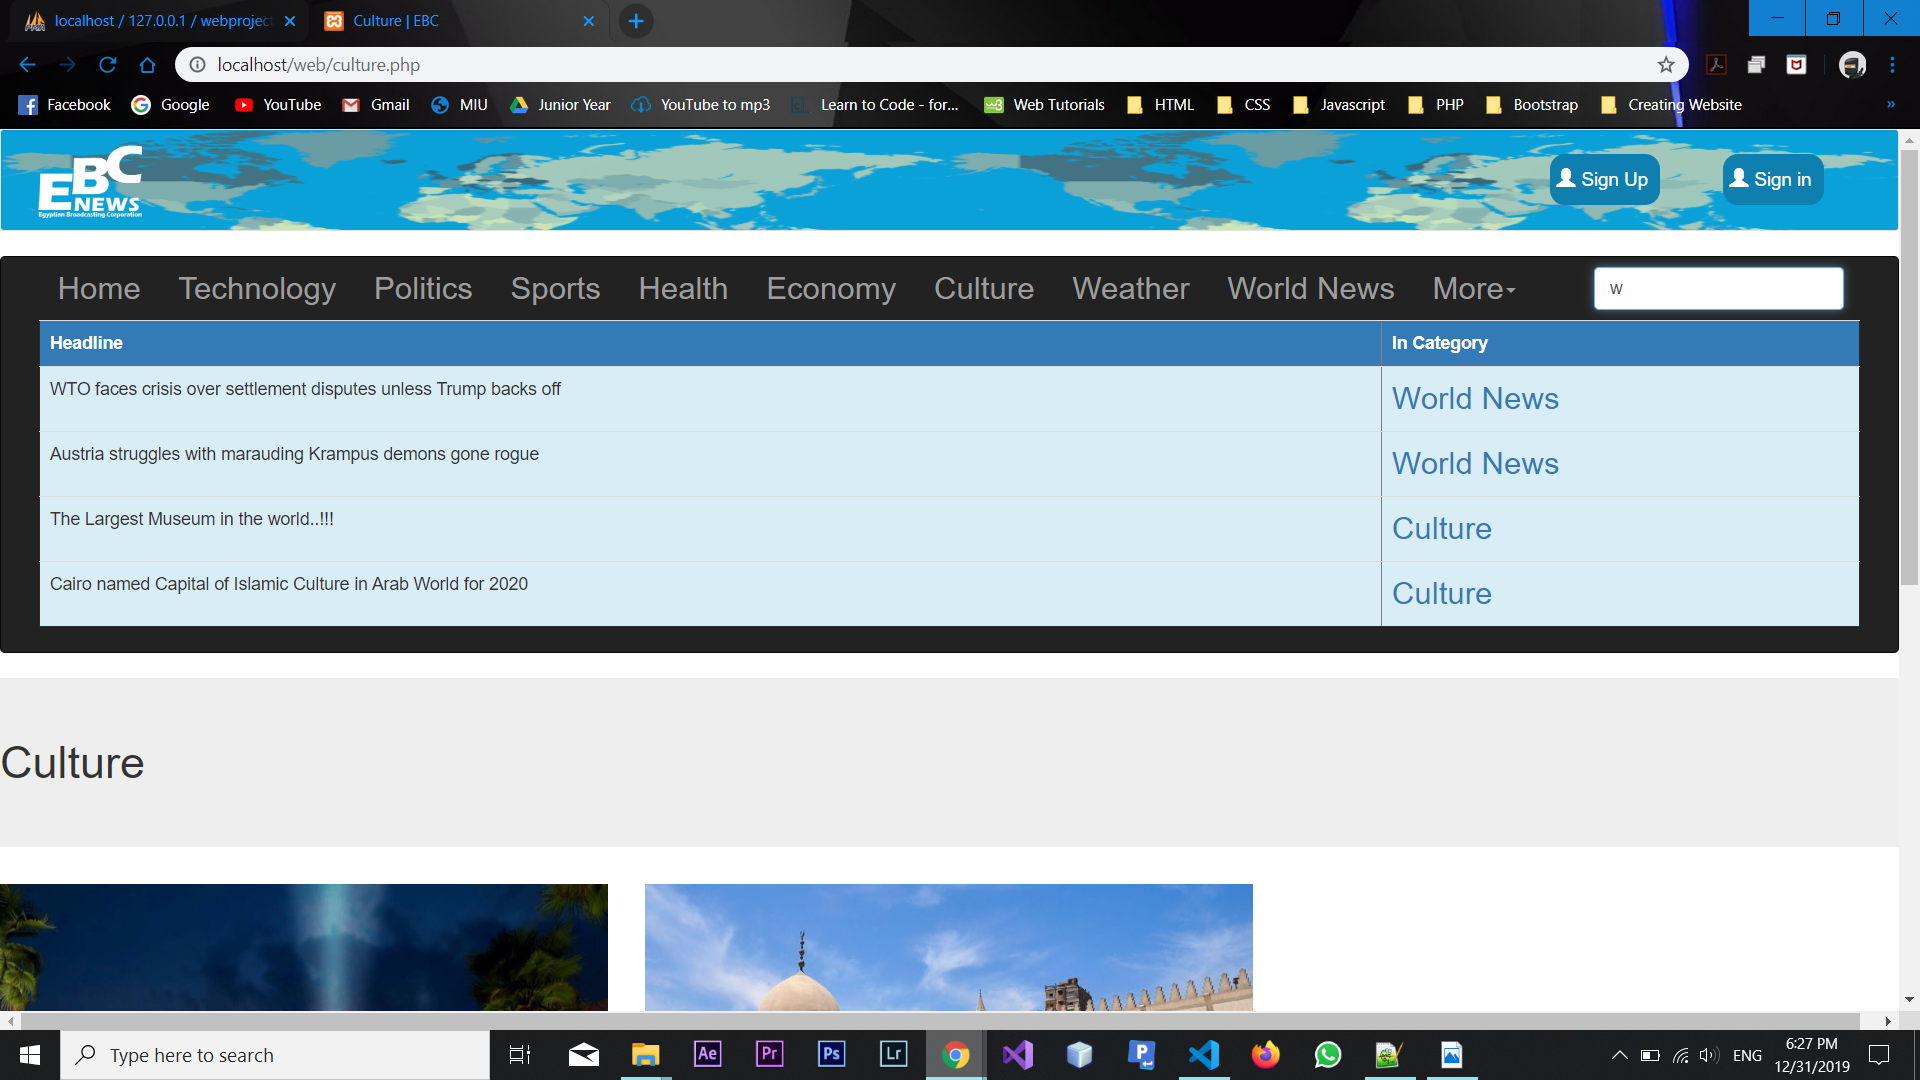 localhost / 127.0.0.1 / webproject
Culture | EBC
localhost/web/culture.php
Facebook Google YouTube Gmail MIU Junior Year YouTube to mp3 Learn to Code - for... Web Tutorials HTML CSS Javascript PHP Bootstrap Creating Website »
EBC
NEWS
Egyptian Broadcasting Corporation
Sign Up
Sign in
Home Technology Politics Sports Health Economy Culture Weather World News More
w
Headline In Category
WTO faces crisis over settlement disputes unless Trump backs off World News
Austria struggles with marauding Krampus demons gone rogue World News
The Largest Museum in the world..!!! Culture
Cairo named Capital of Islamic Culture in Arab World for 2020 Culture
Culture
Type here to search
Ae Pr Ps Lr
ENG
6:27 PM
12/31/2019